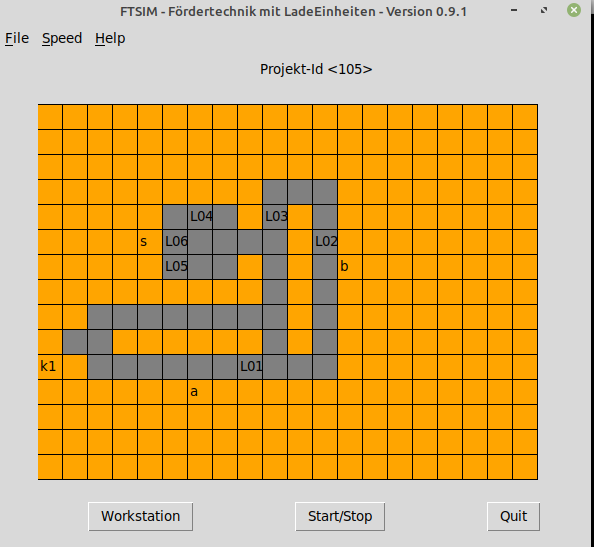 FTSIM - Fördertechnik mit LadeEinheiten - Version 0.9.1
File Speed Help
Projekt-Id <105>
L04 L03
s L06 L02
L05 b
k1 L01
a
Workstation Start/Stop Quit